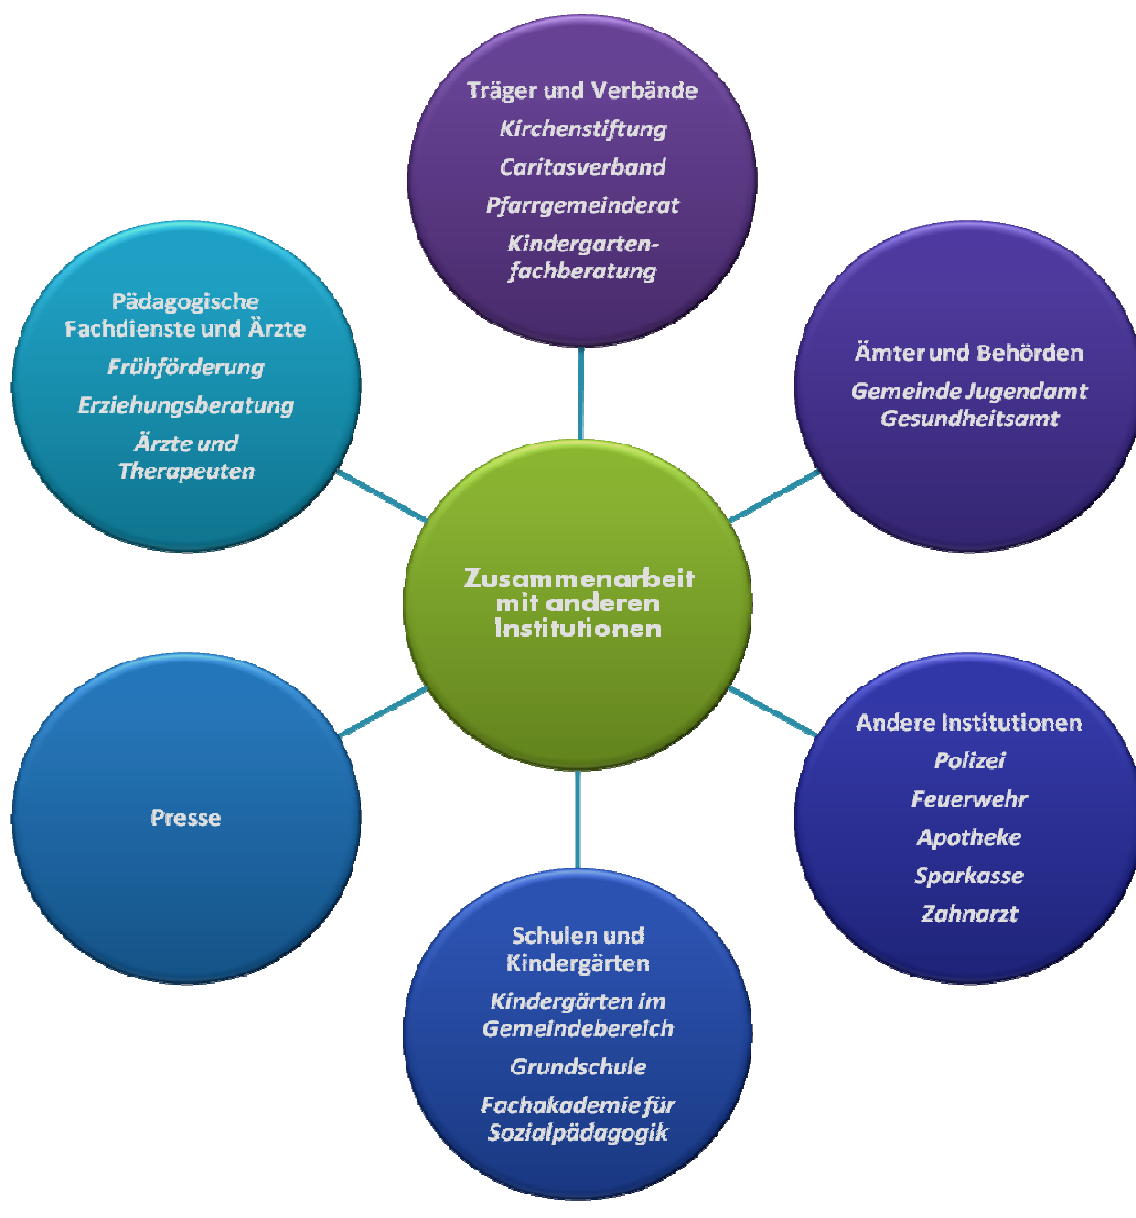 Träger und Verbände
Kirchenstiftung
Caritasverband
Pfarrgemeinderat
Kindergarten-
fachberatung
Ämter und Behörden
Gemeinde Jugendamt
Gesundheitsamt
Andere Institutionen
Polizei
Feuerwehr
Apotheke
Sparkasse
Zahnarzt
Schulen und
Kindergärten
Kindergärten im
Gemeindebereich
Grundschule
Fachakademie für
Sozialpädagogik
Presse
Pädagogische
Fachdienste und Ärzte
Frühförderung
Erziehungsberatung
Ärzte und
Therapeuten
Zusammenarbeit
mit anderen
Institutionen